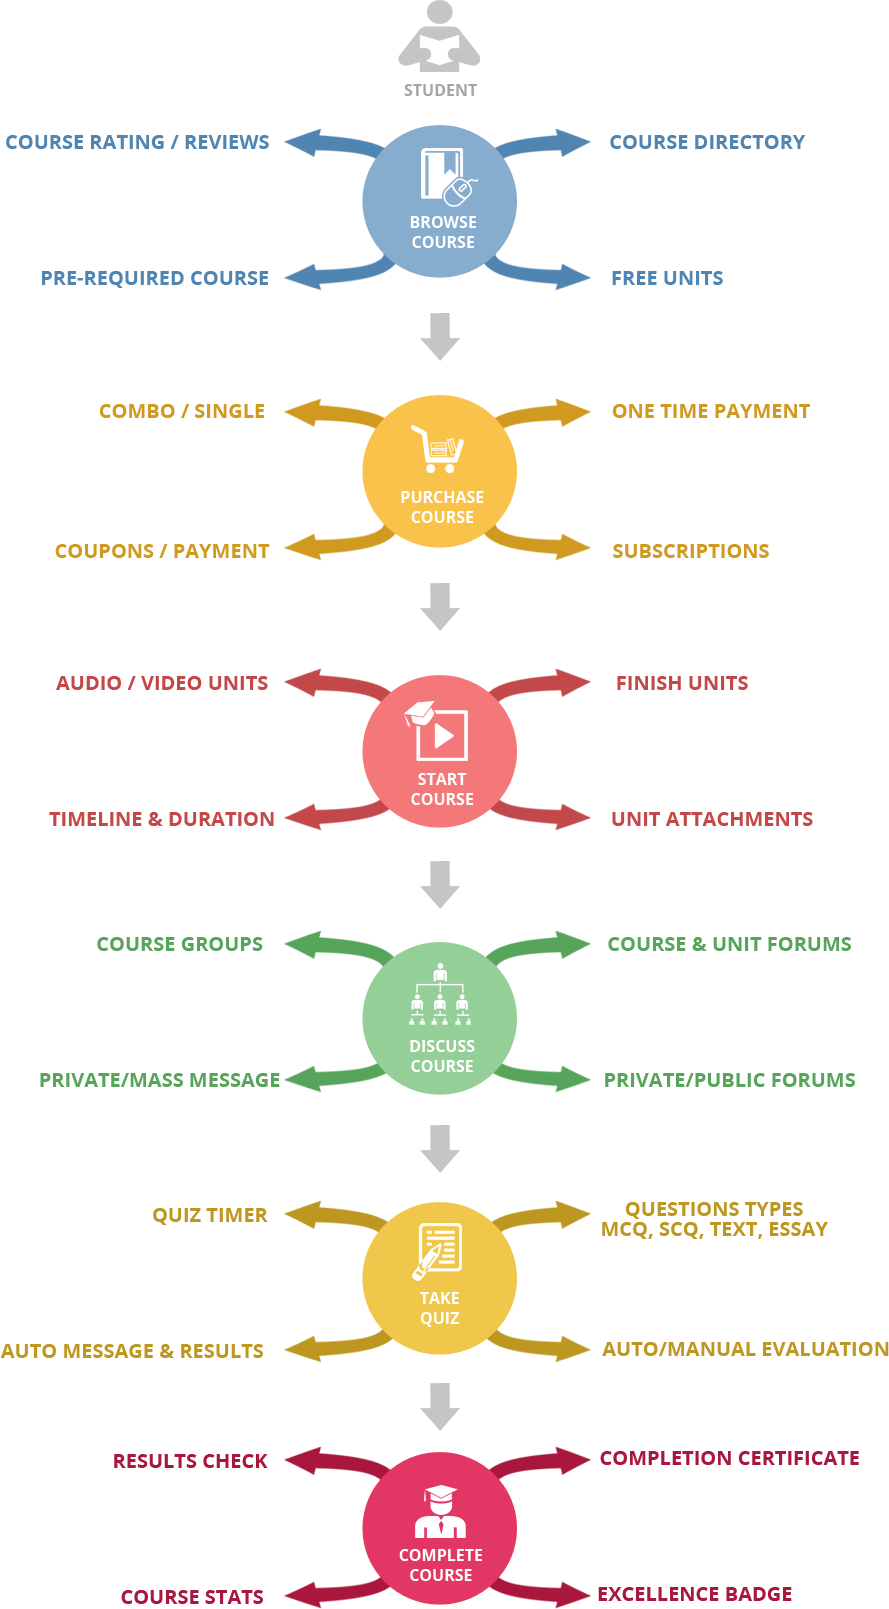 STUDENT
COURSE RATING / REVIEWS
COURSE DIRECTORY
BROWSE
COURSE
PRE-REQUIRED COURSE
FREE UNITS
COMBO / SINGLE
ONE TIME PAYMENT
PURCHASE
COURSE
COUPONS / PAYMENT
SUBSCRIPTIONS
AUDIO / VIDEO UNITS
FINISH UNITS
START
COURSE
TIMELINE & DURATION
UNIT ATTACHMENTS
COURSE GROUPS
COURSE & UNIT FORUMS
DISCUSS
COURSE
PRIVATE/MASS MESSAGE
PRIVATE/PUBLIC FORUMS
QUIZ TIMER
QUESTIONS TYPES
MCQ, SCQ, TEXT, ESSAY
TAKE
QUIZ
AUTO MESSAGE & RESULTS
AUTO/MANUAL EVALUATION
RESULTS CHECK
COMPLETION CERTIFICATE
COMPLETE
COURSE
COURSE STATS
EXCELLENCE BADGE